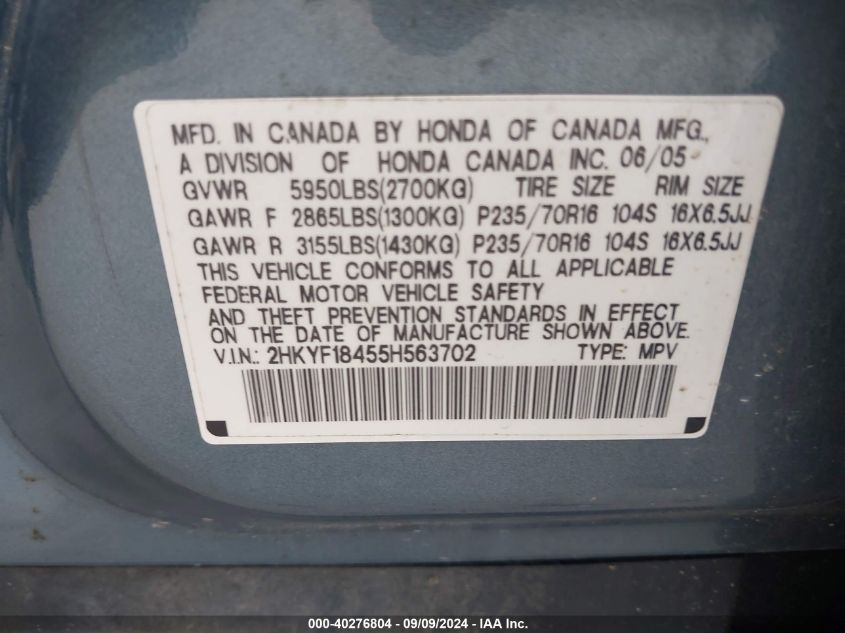 MFD. IN CANADA BY HONDA OF CANADA MFG.,
A DIVISION OF HONDA CANADA INC. 06/05
GVWR 5950LBS(2700KG) TIRE SIZE RIM SIZE
GAWR F 2865LBS(1300KG) P235/70R16 104S 16X6.5JJ
GAWR R 3155LBS(1430KG) P235/70R16 104S 16X6.5JJ
THIS VEHICLE CONFORMS TO ALL APPLICABLE
FEDERAL MOTOR VEHICLE SAFETY
AND THEFT PREVENTION STANDARDS IN EFFECT
ON THE DATE OF MANUFACTURE SHOWN ABOVE.
V.I.N.: 2HKYF18455H563702 TYPE: MPV
000-40276804 - 09/09/2024 - IAA Inc.